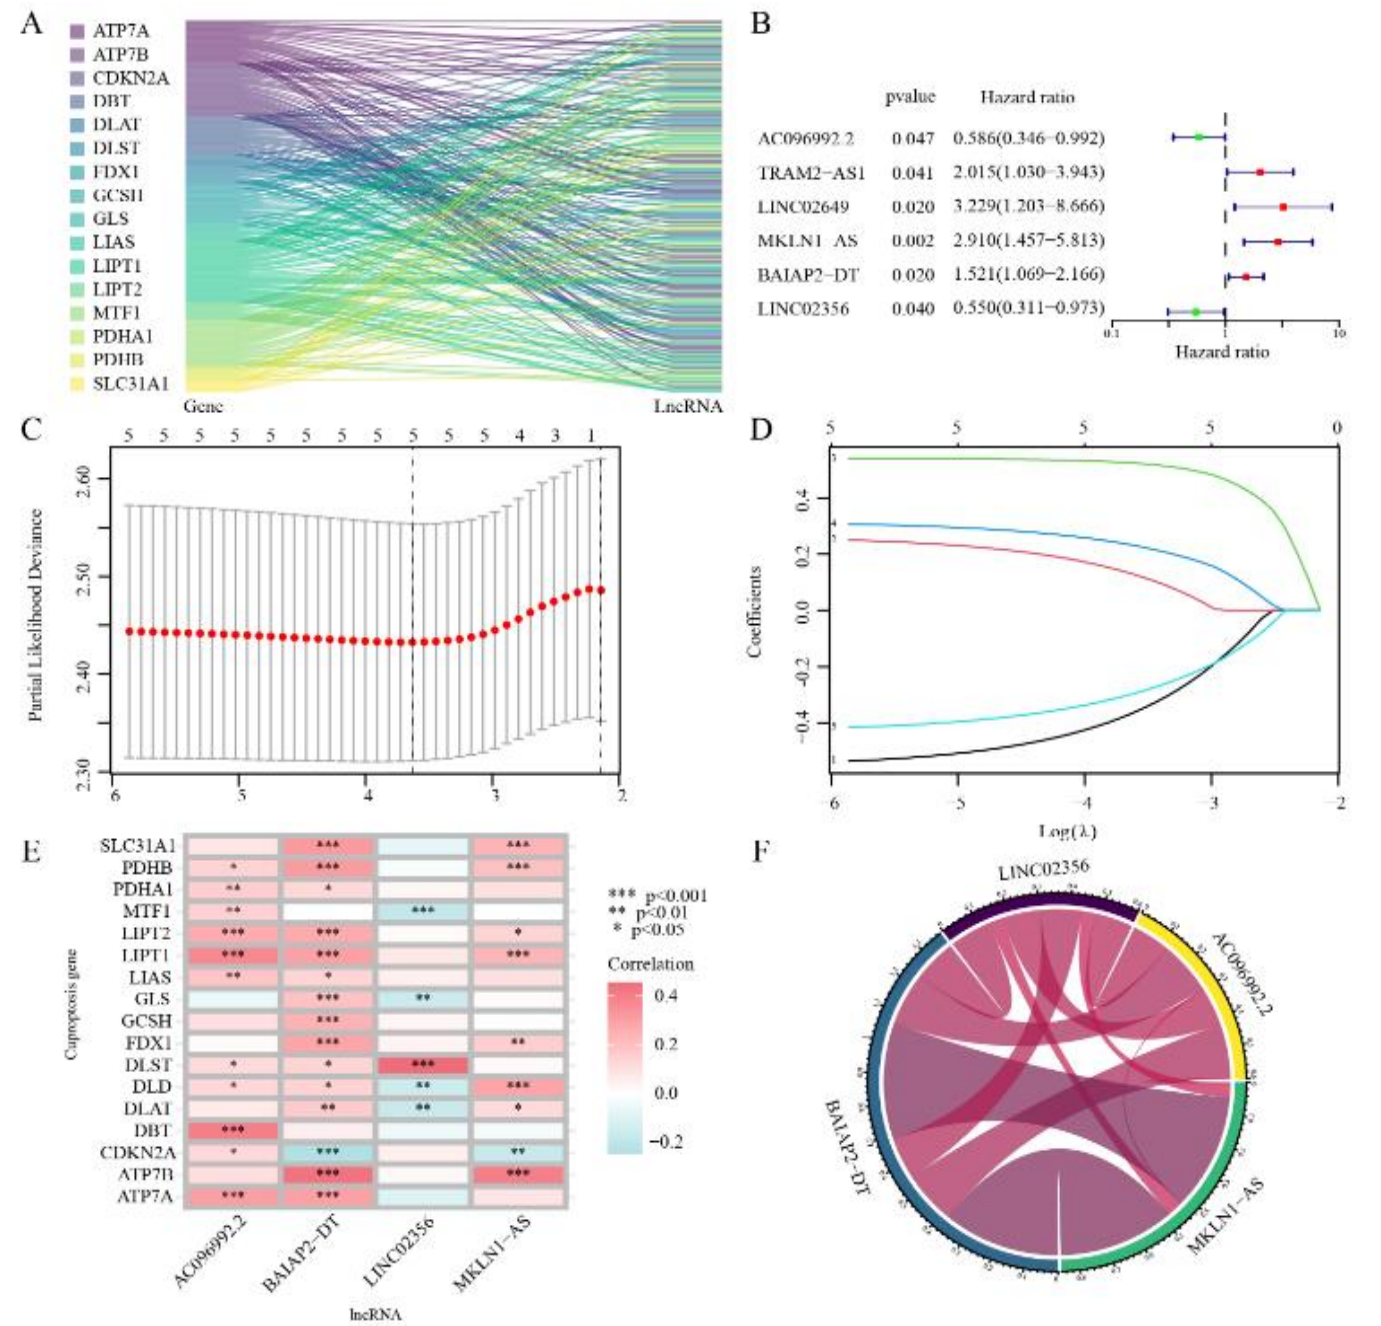 A
ATP7A
ATP7B
CDKN2A
DBT
DLAT
DLST
FDX1
GCSH
GLS
LIAS
LIPT1
LIPT2
MTF1
PDHA1
PDHB
SLC31A1
Gene
LncRNA
B
pvalue Hazard ratio
AC096992.2 0.047 0.586(0.346−0.992)
TRAM2−AS1 0.041 2.015(1.030−3.943)
LINC02649 0.020 3.229(1.203−8.666)
MKLN1 AS 0.002 2.910(1.457−5.813)
BAIAP2−DT 0.020 1.521(1.069−2.166)
LINC02356 0.040 0.550(0.311−0.973)
0.1 1 10
Hazard ratio
C
5 5 5 5 5 5 5 5 5 5 5 4 3 1
Partial Likelihood Deviance
2.60
2.50
2.40
2.30
6 5 4 3 2
D
5 5 5 5 0
Coefficients
0.4
0.2
0.0
−0.2
−0.4
6 −5 −4 −3 −2
Log(λ)
E
Cuproptosis gene
SLC31A1 *** ***
PDHB * *** ***
PDHA1 ** *
MTF1 ** ***
LIPT2 *** *** *
LIPT1 *** *** ***
LIAS ** *
GLS *** **
GCSH ***
FDX1 *** **
DLST * * ***
DLD * * ** ***
DLAT ** ** *
DBT ***
CDKN2A * *** **
ATP7B *** ***
ATP7A *** ***
AC096992.2
BAIAP2−DT
LINC02356
MKLN1−AS
lncRNA
*** p<0.001
** p<0.01
* p<0.05
Correlation
0.4
0.2
0.0
−0.2
F
LINC02356
AC096992.2
BAIAP2−DT
MKLN1−AS